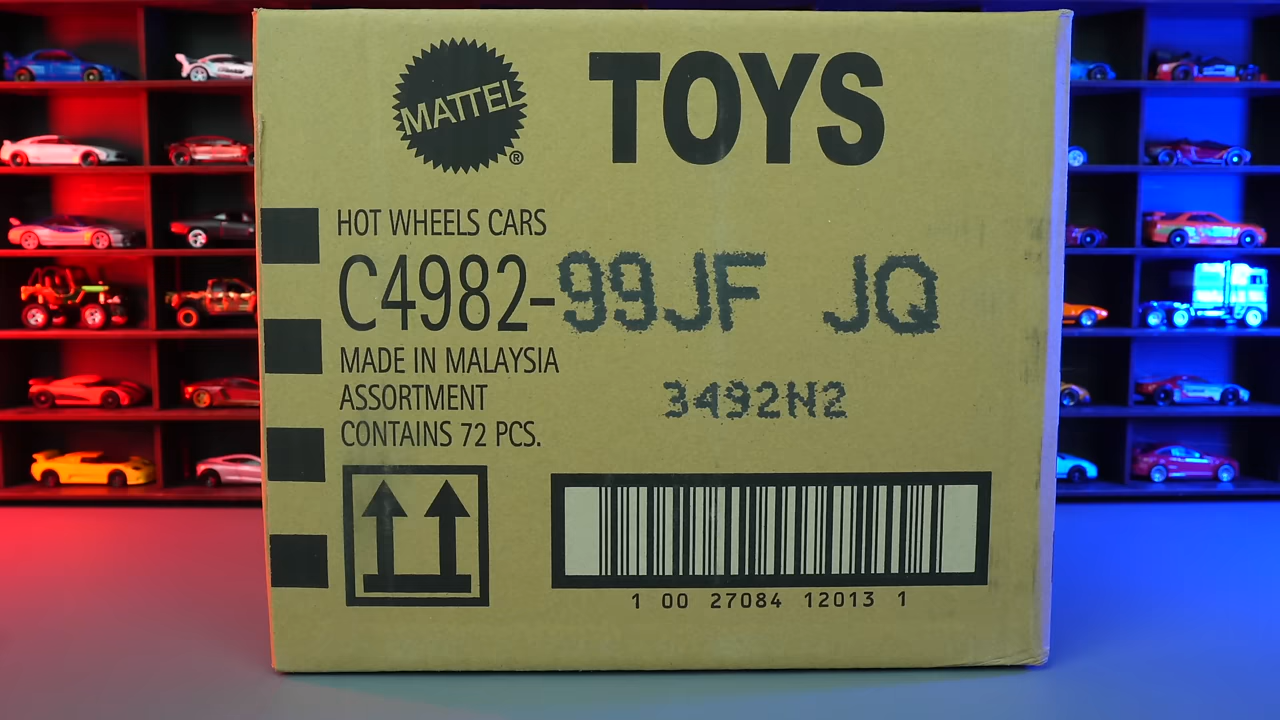 MATTEL ®
TOYS
HOT WHEELS CARS
C4982-99JF JQ
MADE IN MALAYSIA
ASSORTMENT
3492N2
CONTAINS 72 PCS.
1 00 27084 12013 1